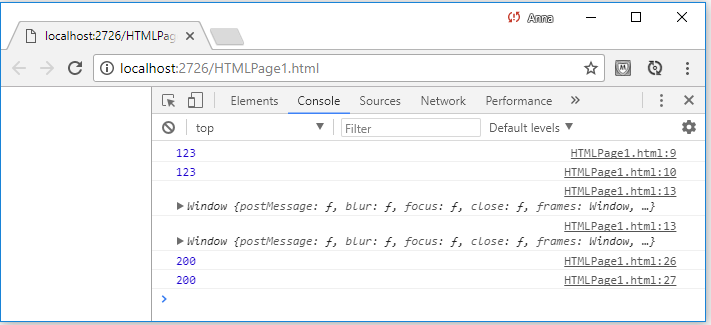 Anna
localhost:2726/HTMLPag
localhost:2726/HTMLPage1.html
Elements Console Sources Network Performance »
top Filter Default levels
123 HTMLPage1.html:9
123 HTMLPage1.html:10
HTMLPage1.html:13
Window {postMessage: ƒ, blur: ƒ, focus: ƒ, close: ƒ, frames: Window, …}
HTMLPage1.html:13
Window {postMessage: ƒ, blur: ƒ, focus: ƒ, close: ƒ, frames: Window, …}
200 HTMLPage1.html:26
200 HTMLPage1.html:27